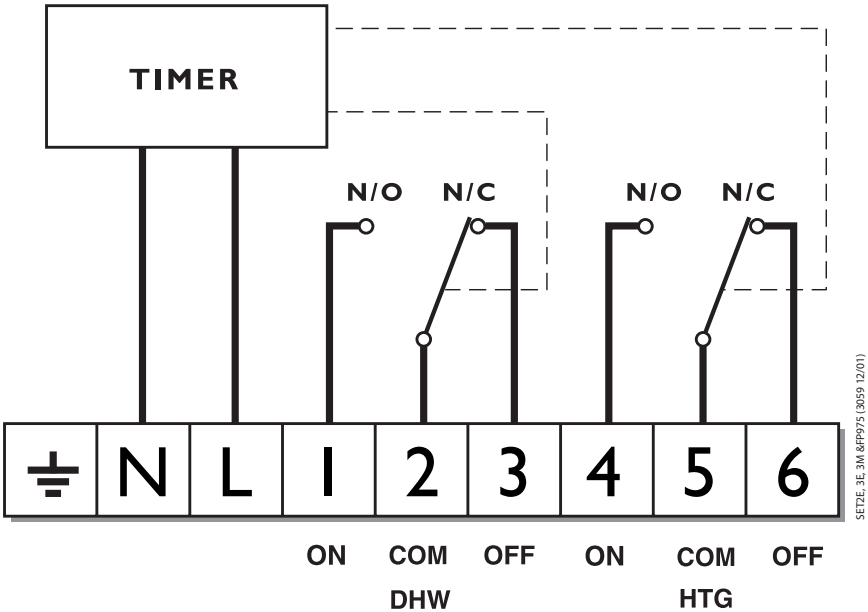 TIMER
N/O N/C N/O N/C
N L 1 2 3 4 5 6
ON COM OFF ON COM OFF
DHW HTG
SET2E, 3E, 3M &FP975 (3059 12/01)